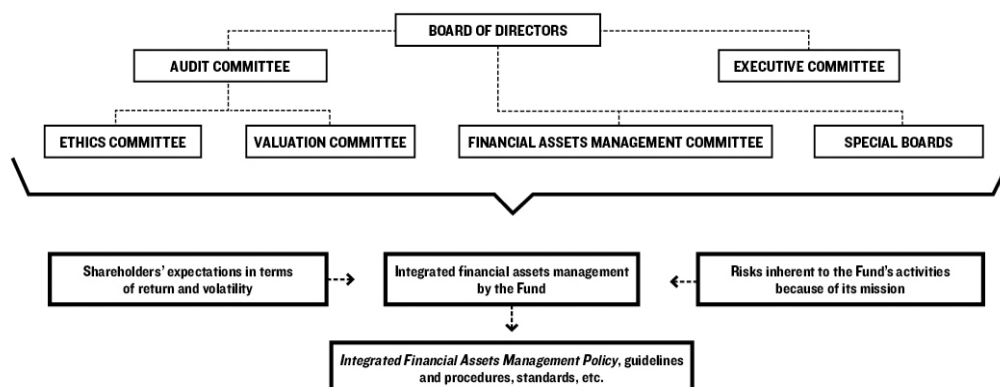 BOARD OF DIRECTORS
AUDIT COMMITTEE
EXECUTIVE COMMITTEE
ETHICS COMMITTEE
VALUATION COMMITTEE
FINANCIAL ASSETS MANAGEMENT COMMITTEE
SPECIAL BOARDS
Shareholders’ expectations in terms
of return and volatility
Integrated financial assets management
by the Fund
Risks inherent to the Fund’s activities
because of its mission
Integrated Financial Assets Management Policy, guidelines
and procedures, standards, etc.